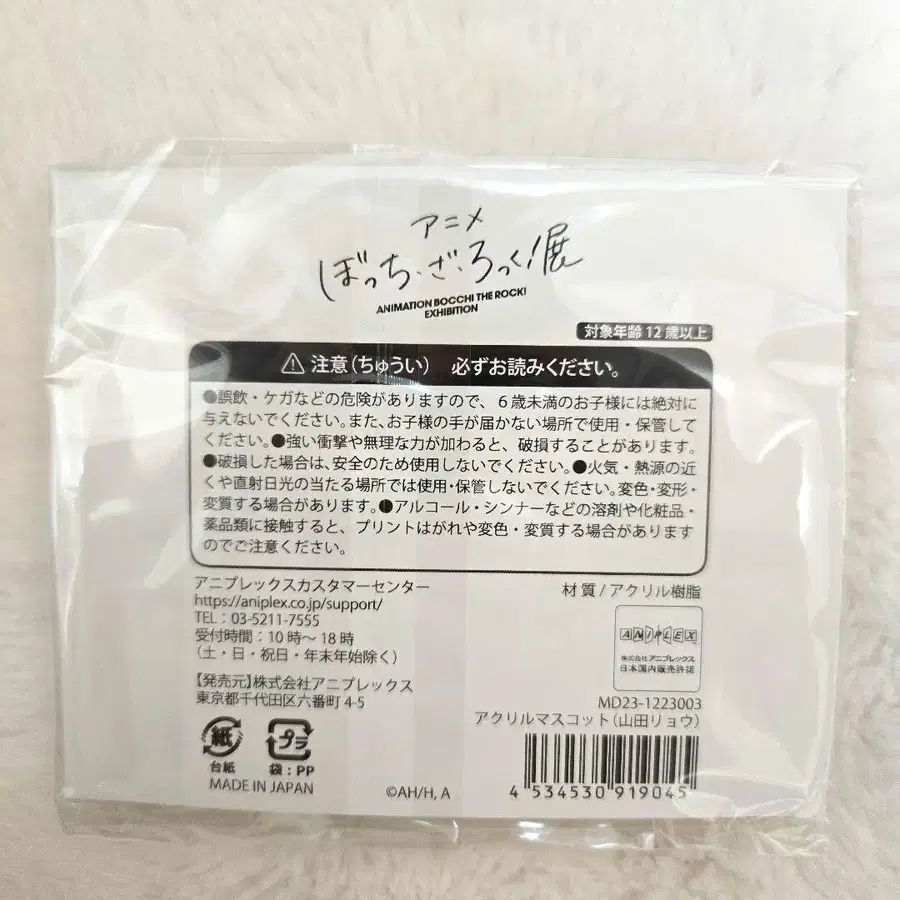 アニメ
ぼっち・ざ・ろっく！展
ANIMATION BOCCHI THE ROCK!
EXHIBITION
対象年齢 12 歳以上
注意（ちゅうい） 必ずお読みください。
●誤飲・ケガなどの危険がありますので、６歳未満のお子様には絶対に
与えないでください。また、お子様の手が届かない場所で使用・保管して
ください。●強い衝撃や無理な力が加わると、破損することがあります。
●破損した場合は、安全のため使用しないでください。●火気・熱源の近
くや直射日光の当たる場所では使用・保管しないでください。変色・変形・
変質する場合があります。●アルコール・シンナーなどの溶剤や化粧品・
薬品類に接触すると、プリントはがれや変色・変質する場合があります
のでご注意ください。
アニプレックスカスタマーセンター
https://aniplex.co.jp/support/
TEL：03-5211-7555
受付時間：10 時～18 時
（土・日・祝日・年末年始除く）
【発売元】株式会社アニプレックス
東京都千代田区六番町 4-5
紙
台紙
プラ
袋：PP
MADE IN JAPAN
©AH/H, A
材質/アクリル樹脂
ANIPLEX
株式会社アニプレックス
日本国内販売許諾
MD23-1223003
アクリルマスコット（山田リョウ）
4 534530 919045